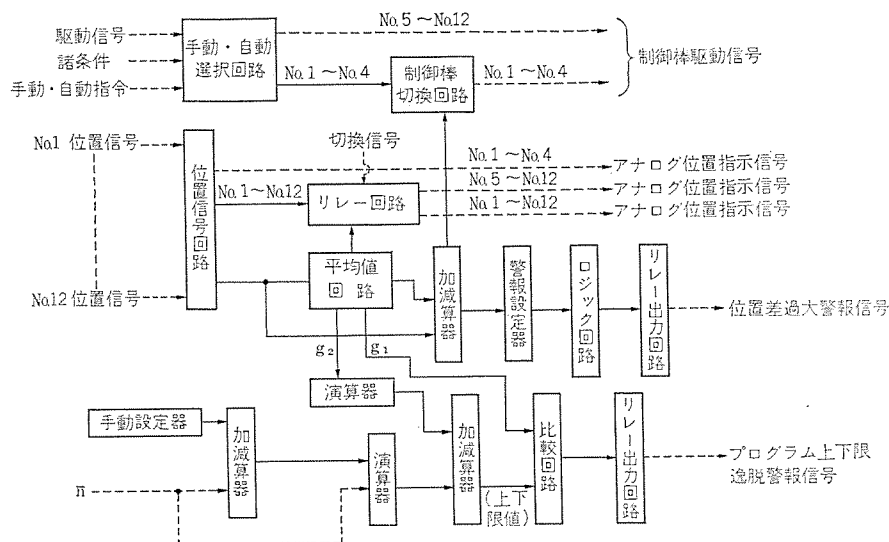 駆動信号
諸条件
手動・自動指令
手動・自動
選択回路
No.5～No.12
No.1～No.4
制御棒
切換回路
No.1～No.4
制御棒駆動信号
No.1 位置信号
No.12 位置信号
位置信号回路
切換信号
No.1～No.12
リレー回路
No.1～No.4
アナログ位置指示信号
No.5～No.12
アナログ位置指示信号
No.1～No.12
アナログ位置指示信号
平均値
回路
加減算器
警報設定器
ロジック回路
リレー出力回路
位置差過大警報信号
g₂
g₁
演算器
手動設定器
n̄
加減算器
演算器
加減算器
(上下
限値)
比較回路
リレー出力回路
プログラム上下限
逸脱警報信号